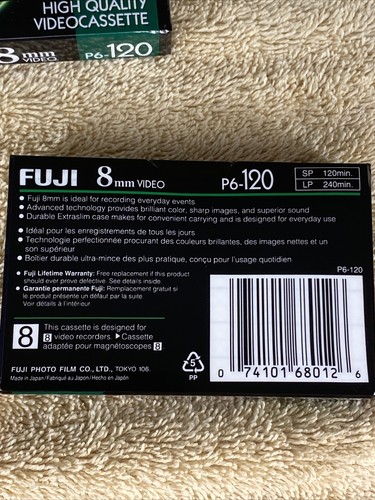 HIGH QUALITY
VIDEOCASSETTE
8mm VIDEO P6-120
FUJI 8mm VIDEO P6-120 SP 120min.
LP 240min.
● Fuji 8mm is ideal for recording everyday events
● Advanced technology provides brilliant color, sharp images, and superior sound
● Durable Extraslim case makes for convenient carrying and is designed for everyday use
● Idéal pour les enregistrements de tous les jours
● Technologie perfectionnée procurant des couleurs brillantes, des images nettes et un
son supérieur
● Boîtier durable ultra-mince des plus pratique, conçu pour l'usage quotidien
● Fuji Lifetime Warranty: Free replacement if this product
should ever prove defective. See details inside
● Garantie permanente Fuji: Remplacement gratuit si
le produit présente un défaut par la suite
Voir détails à l'intérieur
P6-120
8 This cassette is designed for
8 video recorders. ▶Cassette
adaptée pour magnétoscopes 8.
FUJI PHOTO FILM CO., LTD., TOKYO 106.
Made in Japan/Fabriqué au Japon/Hecho en Japón
5
PP
0 74101 68012 6